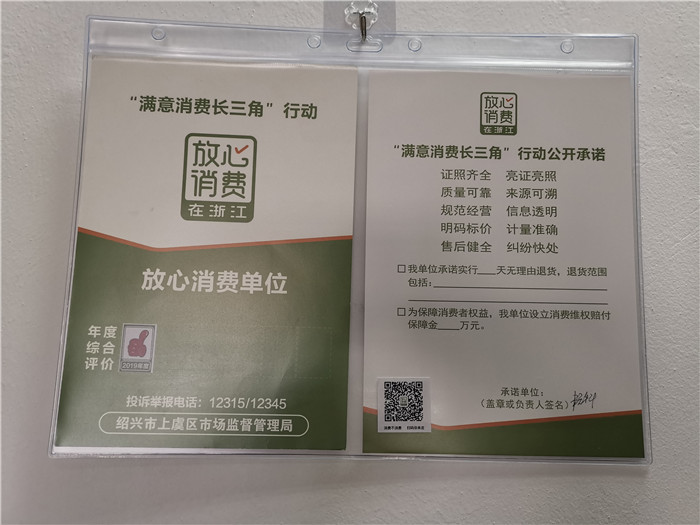 “满意消费长三角”行动
放心
消费
在浙江
放心消费单位
年度
综合
评价
2019年度
投诉举报电话：12315/12345
绍兴市上虞区市场监督管理局
放心
消费
在浙江
“满意消费长三角”行动公开承诺
证照齐全 亮证亮照
质量可靠 来源可溯
规范经营 信息透明
明码标价 计量准确
售后健全 纠纷快处
□我单位承诺实行___天无理由退货，退货范围
包括：
□为保障消费者权益，我单位设立消费维权赔付
保障金___万元。
承诺单位：
（盖章或负责人签名）